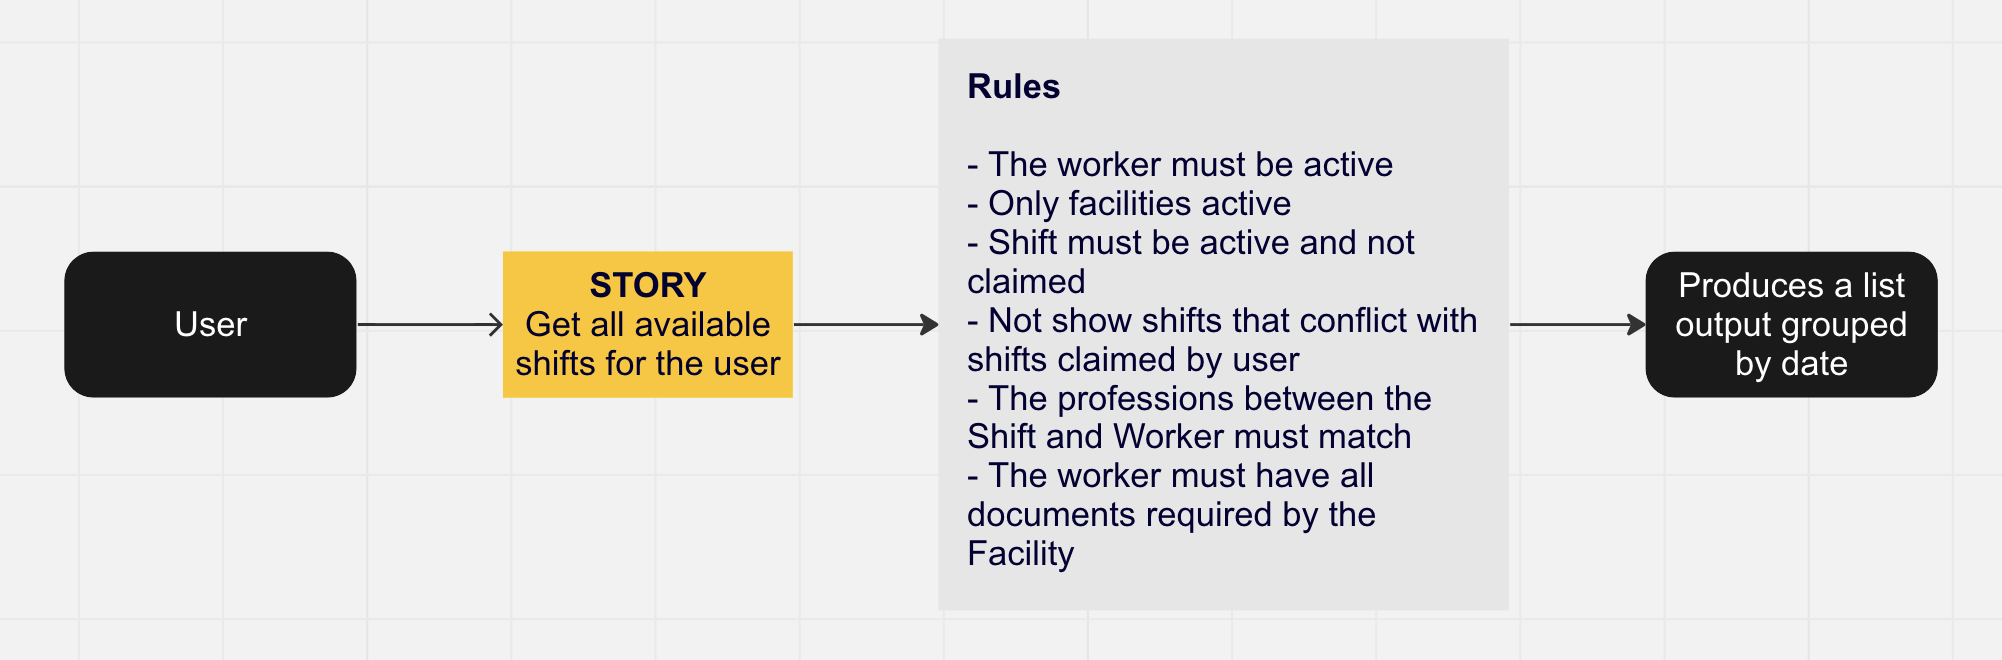 User
STORY
Get all available
shifts for the user
Rules
- The worker must be active
- Only facilities active
- Shift must be active and not
claimed
- Not show shifts that conflict with
shifts claimed by user
- The professions between the
Shift and Worker must match
- The worker must have all
documents required by the
Facility
Produces a list
output grouped
by date